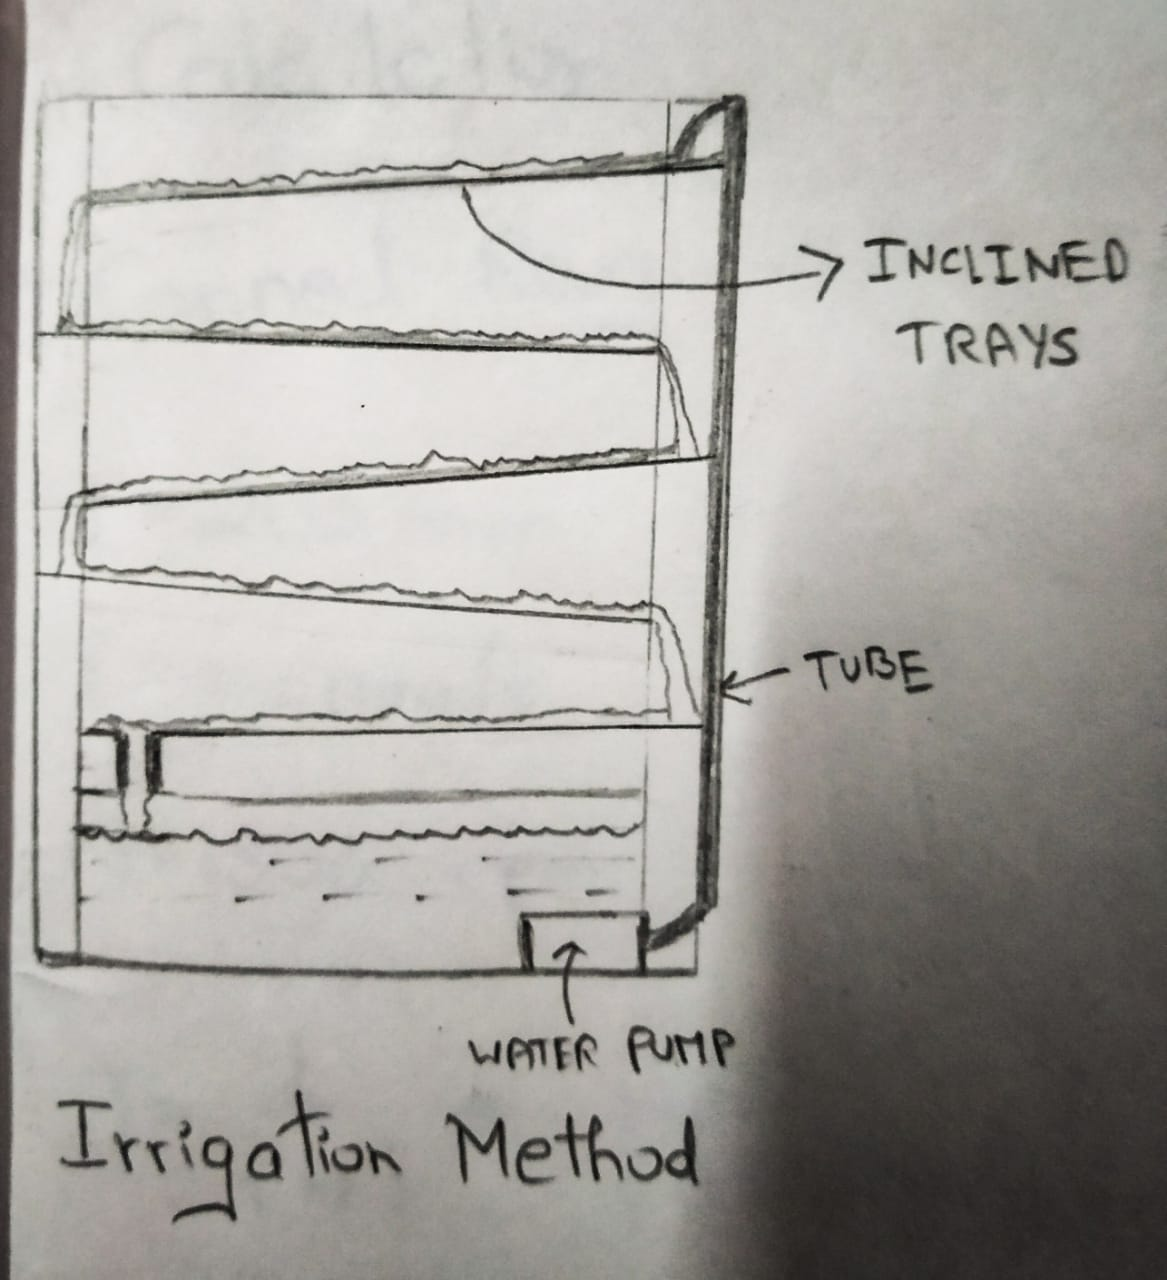 INCLINED
TRAYS
TUBE
WATER PUMP
Irrigation Method